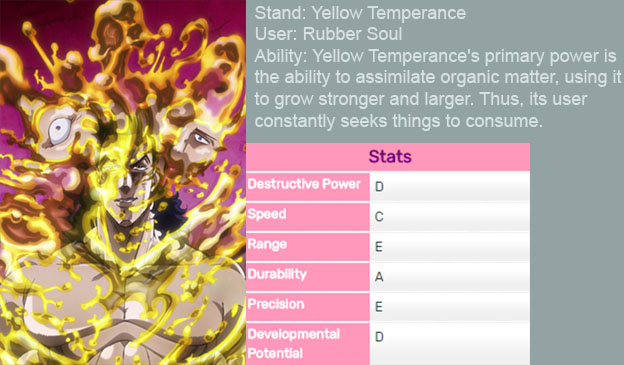 Stand: Yellow Temperance
User: Rubber Soul
Ability: Yellow Temperance's primary power is
the ability to assimilate organic matter, using it
to grow stronger and larger. Thus, its user
constantly seeks things to consume.
Stats
Destructive Power D
Speed C
Range E
Durability A
Precision E
Developmental
Potential D